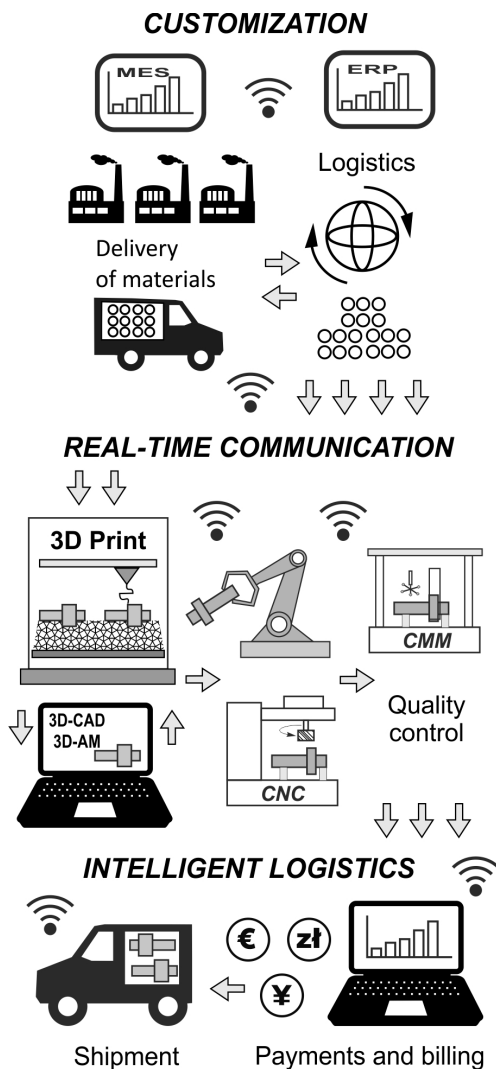 CUSTOMIZATION
MES
ERP
Logistics
Delivery
of materials
REAL-TIME COMMUNICATION
3D Print
CMM
3D-CAD
3D-AM
CNC
Quality
control
INTELLIGENT LOGISTICS
€
zł
¥
Shipment
Payments and billing